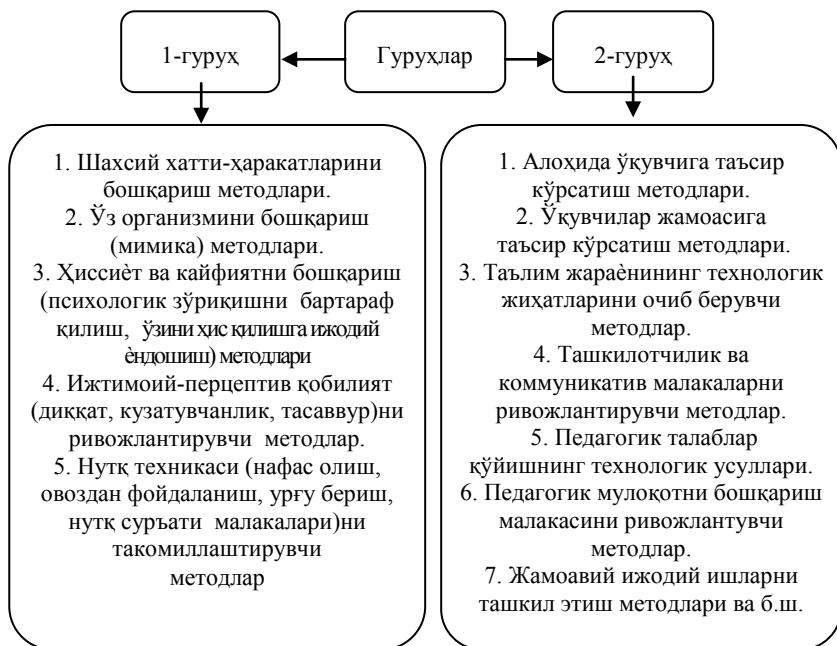 1-гуруҳ
Гуруҳлар
2-гуруҳ
1. Шахсий хатти-ҳаракатларини
бошқариш методлари.
2. Ўз организмини бошқариш
(мимика) методлари.
3. Ҳиссиѐт ва кайфиятни бошқариш
(психологик зўриқишни бартараф
қилиш, ўзини ҳис қилишга ижодий
ѐндошиш) методлари
4. Ижтимоий-перцептив қобилият
(диққат, кузатувчанлик, тасаввур)ни
ривожлантирувчи методлар.
5. Нутқ техникаси (нафас олиш,
овоздан фойдаланиш, урғу бериш,
нутқ суръати малакалари)ни
такомиллаштирувчи
методлар
1. Алоҳида ўқувчига таъсир
кўрсатиш методлари.
2. Ўқувчилар жамоасига
таъсир кўрсатиш методлари.
3. Таълим жараѐнининг технологик
жиҳатларини очиб берувчи
методлар.
4. Ташкилотчилик ва
коммуникатив малакаларни
ривожлантирувчи методлар.
5. Педагогик талаблар
қўйишнинг технологик усуллари.
6. Педагогик мулоқотни бошқариш
малакасини ривожлантувчи
методлар.
7. Жамоавий ижодий ишларни
ташкил этиш методлари ва б.ш.